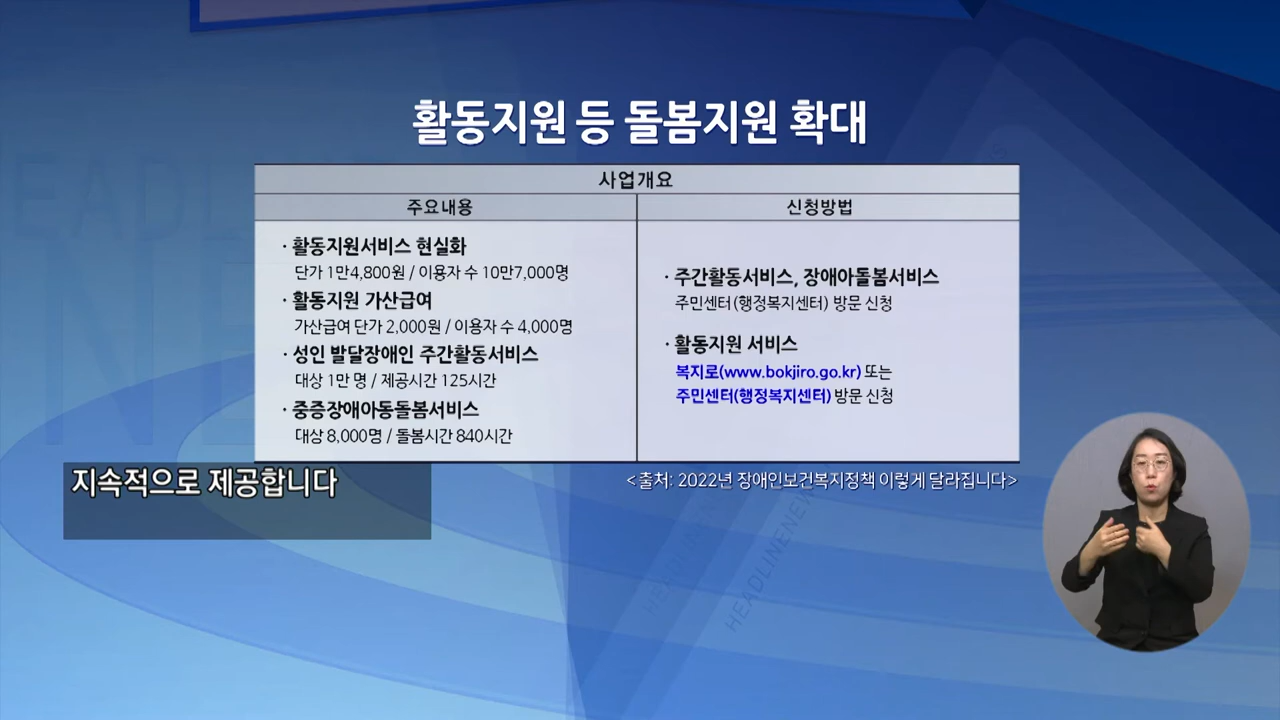 활동지원 등 돌봄지원 확대
사업개요
주요내용
신청방법
· 활동지원서비스 현실화
단가 1만4,800원 / 이용자 수 10만7,000명
· 활동지원 가산급여
가산급여 단가 2,000원 / 이용자 수 4,000명
· 성인 발달장애인 주간활동서비스
대상 1만 명 / 제공시간 125시간
· 중증장애아동돌봄서비스
대상 8,000명 / 돌봄시간 840시간
· 주간활동서비스, 장애아돌봄서비스
주민센터(행정복지센터) 방문 신청
· 활동지원 서비스
복지로(www.bokjiro.go.kr) 또는
주민센터(행정복지센터) 방문 신청
지속적으로 제공합니다
<출처: 2022년 장애인보건복지정책 이렇게 달라집니다>
HEADLINENEWS